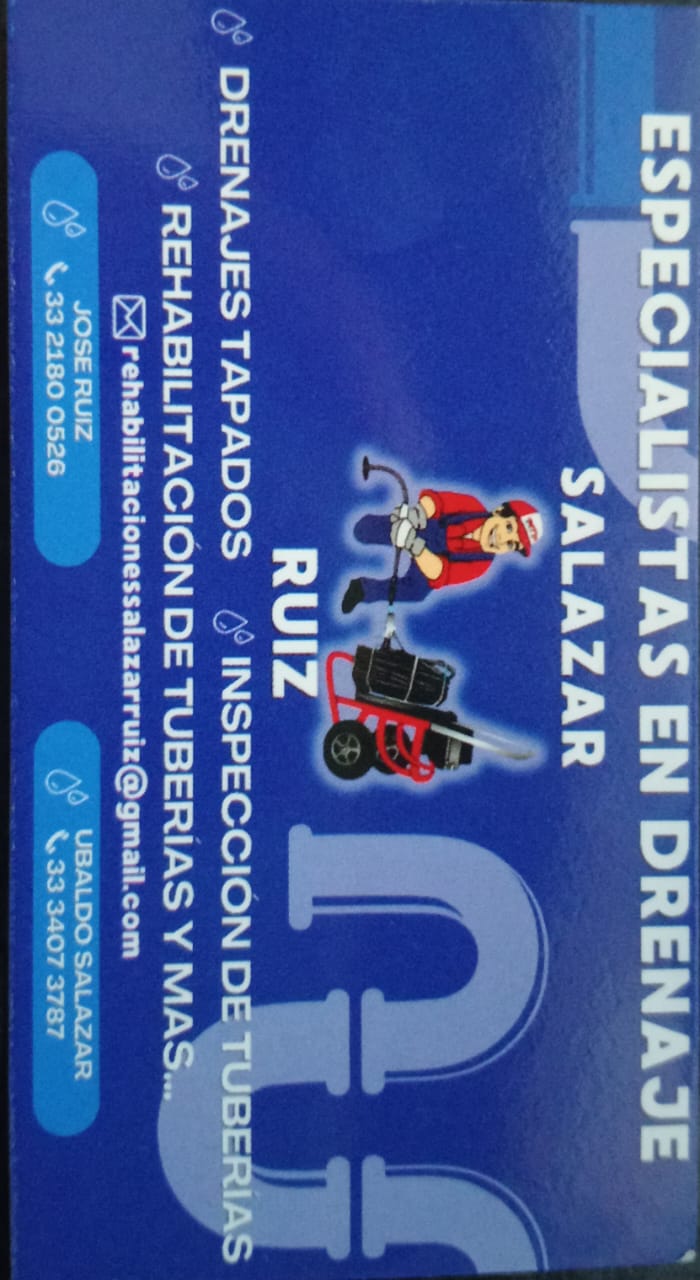 ESPECIALISTAS EN DRENAJE
SALAZAR
RUIZ
DRENAJES TAPADOS INSPECCIÓN DE TUBERÍAS
REHABILITACIÓN DE TUBERÍAS Y MAS...
rehabilitacionessalazarruiz@gmail.com
JOSE RUIZ
33 2180 0526
UBALDO SALAZAR
33 3407 3787